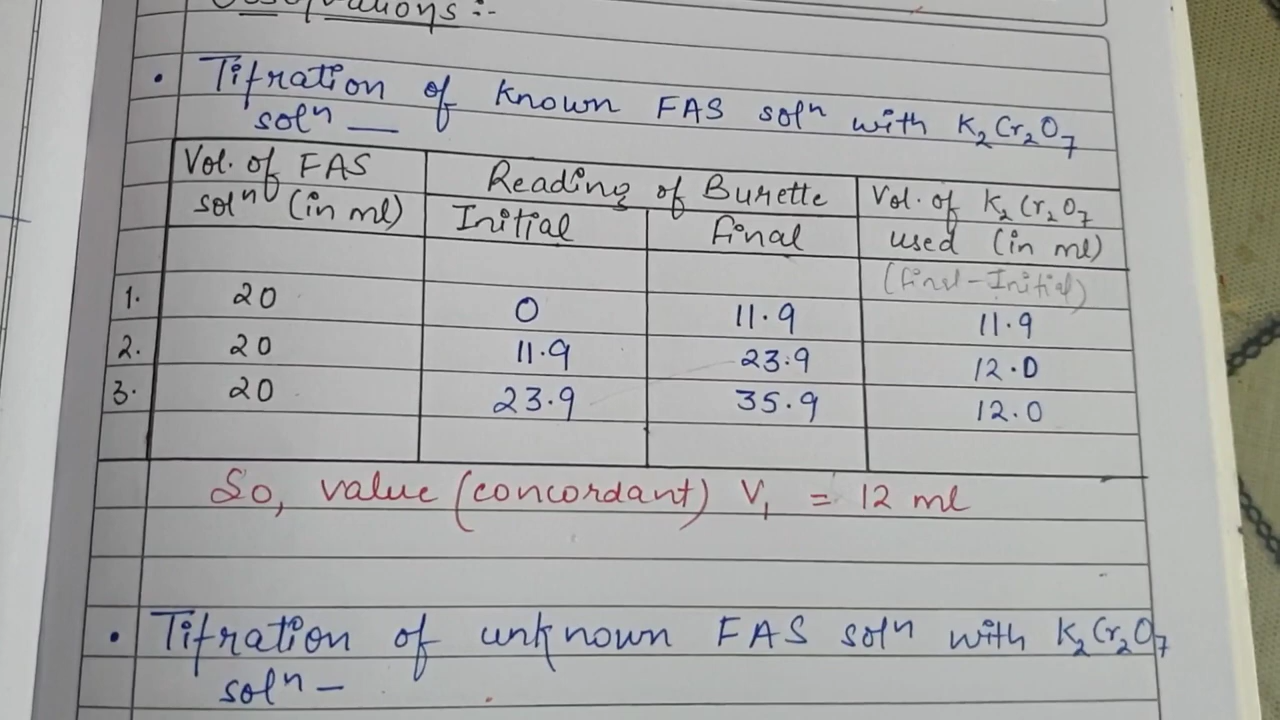 Observations :-
• Titration of known FAS solⁿ with K₂Cr₂O₇
solⁿ —
Vol. of FAS solⁿ (in ml) | Reading of Burette | Vol. of K₂Cr₂O₇ used (in ml)
Initial | Final | (Final-Initial)
1. 20 | 0 | 11.9 | 11.9
2. 20 | 11.9 | 23.9 | 12.0
3. 20 | 23.9 | 35.9 | 12.0
So, value (concordant) V₁ = 12 ml
• Titration of unknown FAS solⁿ with K₂Cr₂O₇
solⁿ –